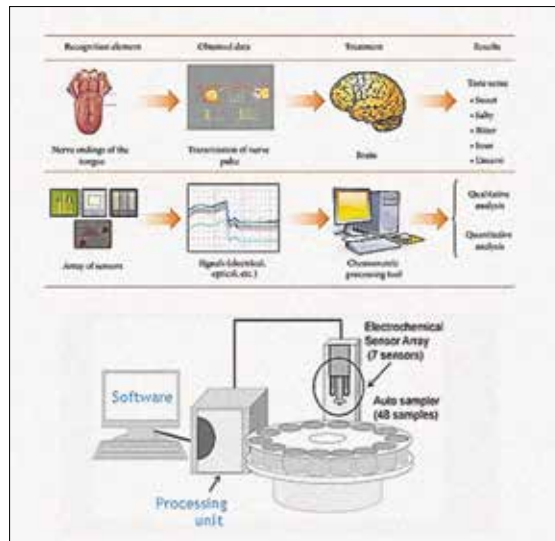 Recognition element Obtained data Treatment Results
Nerve endings of the
tongue
Transmission of nerve
pulse
Brain
Taste sense
• Sweet
• Salty
• Bitter
• Sour
• Umami
Array of sensors
Signals (electrical,
optical, etc.)
Chemometric
processing tool
Qualitative
analysis
Quantitative
analysis
Electrochemical
Sensor Array
(7 sensors)
Auto sampler
(48 samples)
Software
Processing
unit